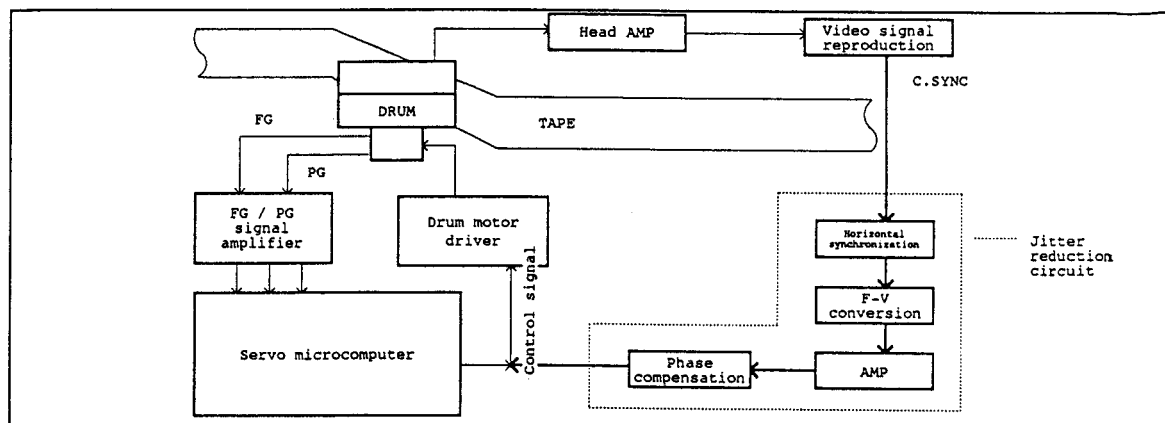 Head AMP
Video signal
reproduction
C.SYNC
DRUM
TAPE
FG
PG
FG / PG
signal
amplifier
Drum motor
driver
Horizontal
synchronization
Jitter
reduction
circuit
F-V
conversion
Control signal
Servo microcomputer
Phase
compensation
AMP